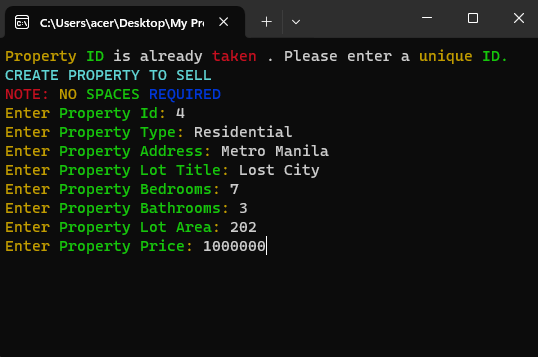 C:\Users\acer\Desktop\My Pr
Property ID is already taken . Please enter a unique ID.
CREATE PROPERTY TO SELL
NOTE: NO SPACES REQUIRED
Enter Property Id: 4
Enter Property Type: Residential
Enter Property Address: Metro Manila
Enter Property Lot Title: Lost City
Enter Property Bedrooms: 7
Enter Property Bathrooms: 3
Enter Property Lot Area: 202
Enter Property Price: 1000000